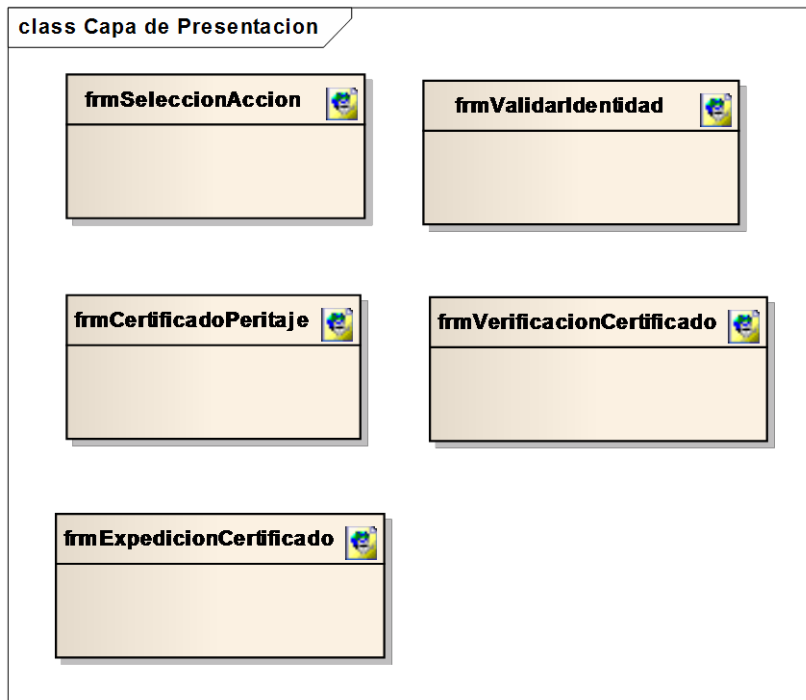 class Capa de Presentacion
frmSeleccionAccion
frmValidarIdentidad
frmCertificadoPeritaje
frmVerificacionCertificado
frmExpedicionCertificado